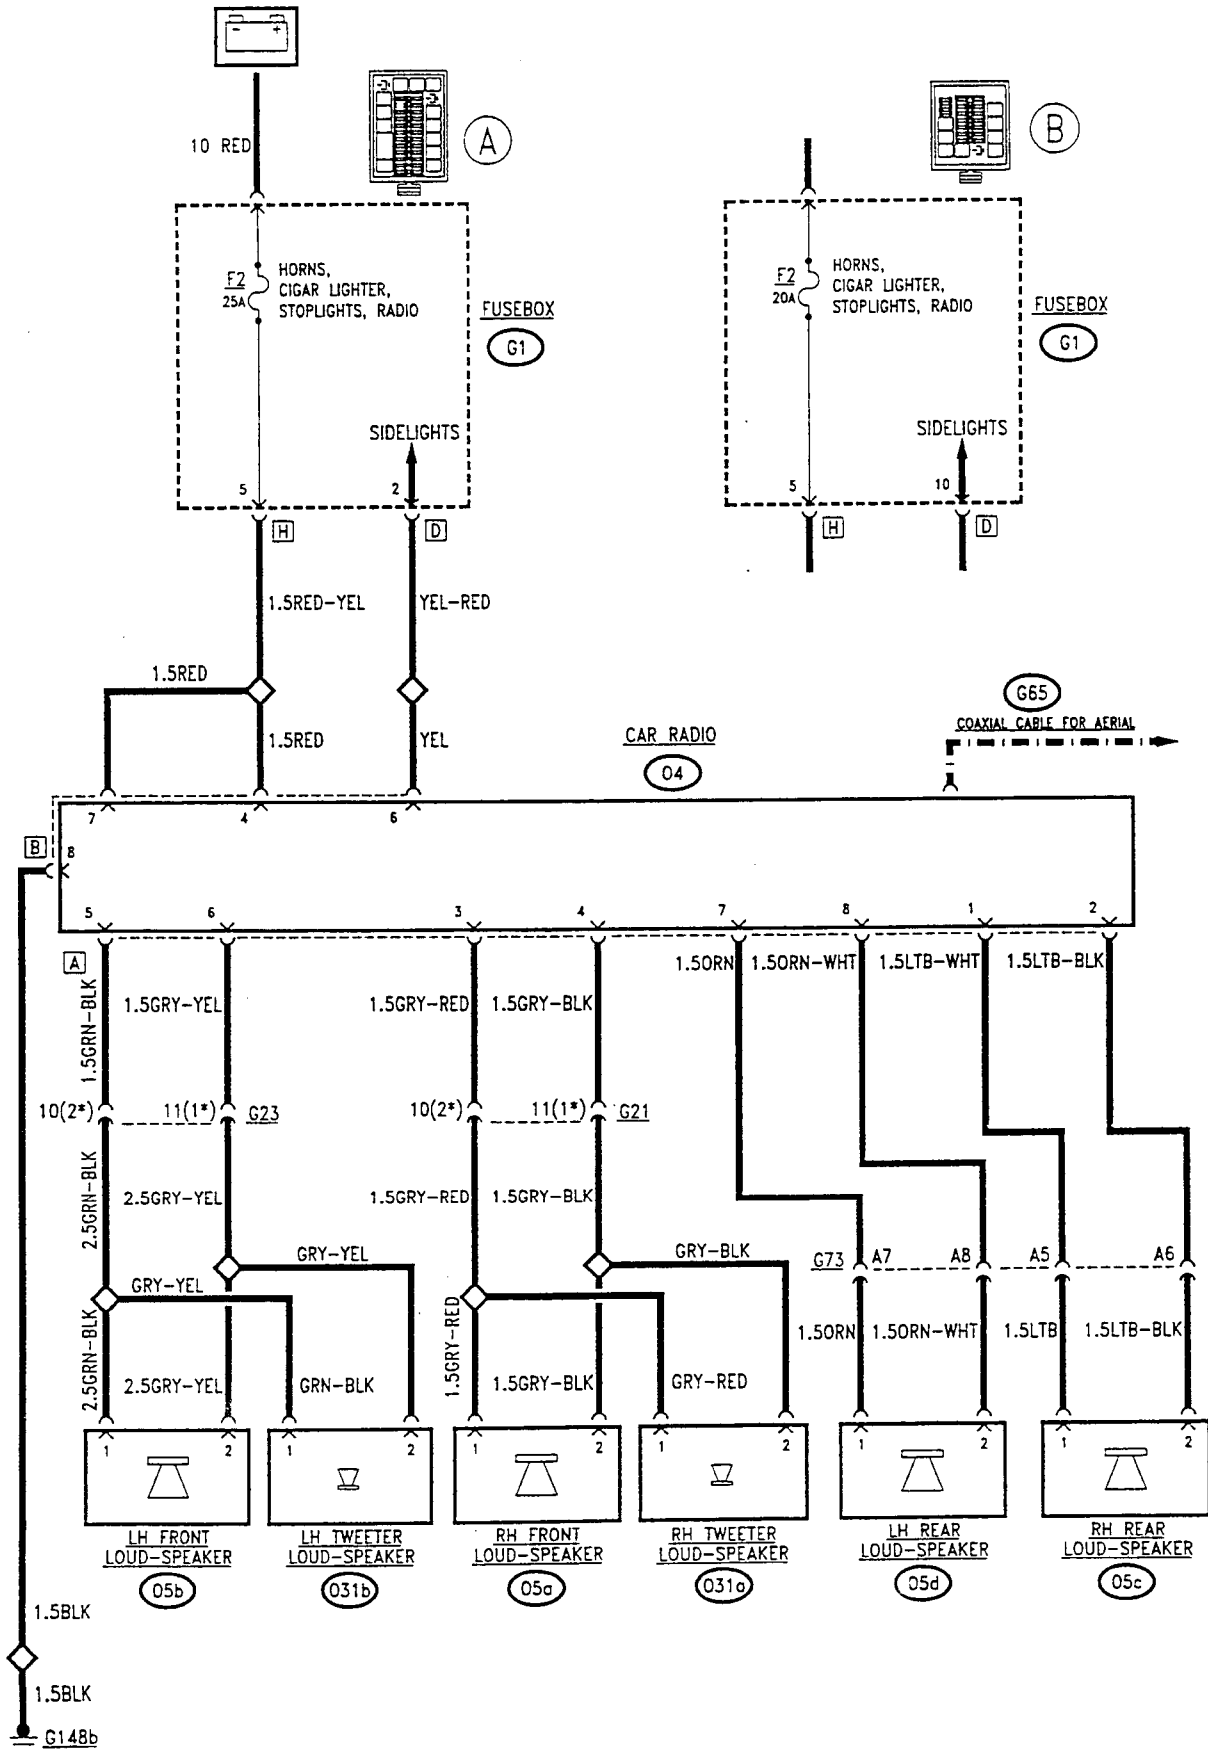 - +
10 RED
A
B
F2
25A
HORNS,
CIGAR LIGHTER,
STOPLIGHTS, RADIO
FUSEBOX
G1
F2
20A
HORNS,
CIGAR LIGHTER,
STOPLIGHTS, RADIO
FUSEBOX
G1
SIDELIGHTS
SIDELIGHTS
5
2
5
10
H
D
H
D
1.5RED-YEL
YEL-RED
1.5RED
1.5RED
YEL
G65
COAXIAL CABLE FOR AERIAL
CAR RADIO
O4
7
4
6
B
8
5
6
3
4
7
8
1
2
A
1.5GRN-BLK
1.5GRY-YEL
1.5GRY-RED
1.5GRY-BLK
1.5ORN
1.5ORN-WHT
1.5LTB-WHT
1.5LTB-BLK
10(2*)
11(1*)
G23
10(2*)
11(1*)
G21
2.5GRN-BLK
2.5GRY-YEL
1.5GRY-RED
1.5GRY-BLK
GRY-YEL
GRY-YEL
GRY-BLK
G73
A7
A8
A5
A6
2.5GRN-BLK
2.5GRY-YEL
GRN-BLK
1.5GRY-RED
1.5GRY-BLK
GRY-RED
1.5ORN
1.5ORN-WHT
1.5LTB
1.5LTB-BLK
1
2
1
2
1
2
1
2
1
2
1
2
LH FRONT
LOUD-SPEAKER
O5b
LH TWEETER
LOUD-SPEAKER
O31b
RH FRONT
LOUD-SPEAKER
O5a
RH TWEETER
LOUD-SPEAKER
O31a
LH REAR
LOUD-SPEAKER
O5d
RH REAR
LOUD-SPEAKER
O5c
1.5BLK
1.5BLK
G148b